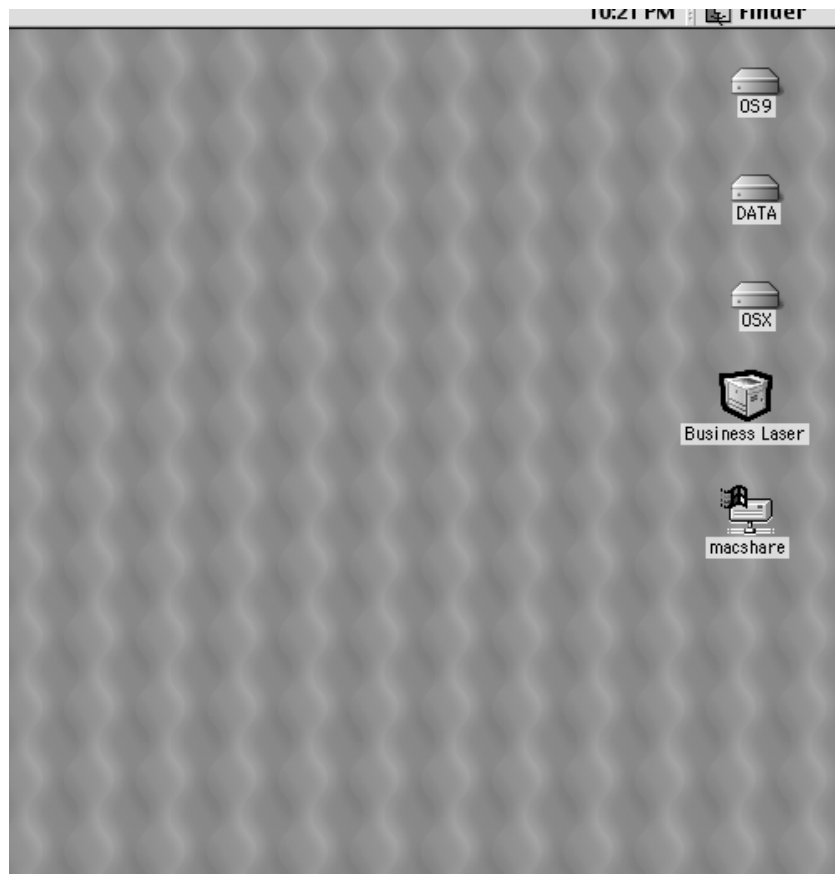 10:21 PM Finder
OS9
DATA
OSX
Business Laser
macshare